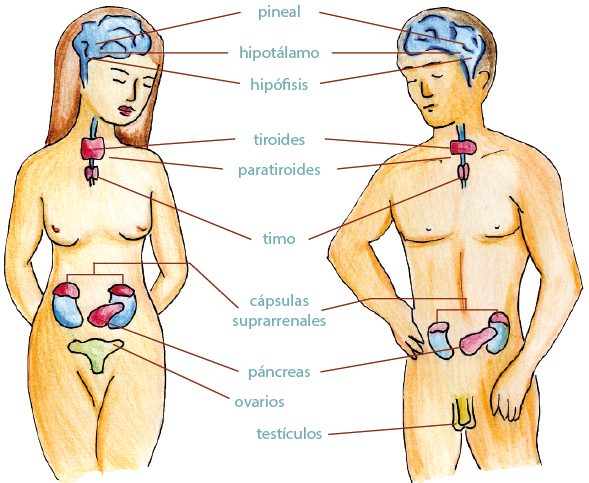 pineal
hipotálamo
hipófisis
tiroides
paratiroides
timo
cápsulas
suprarrenales
páncreas
ovarios
testículos